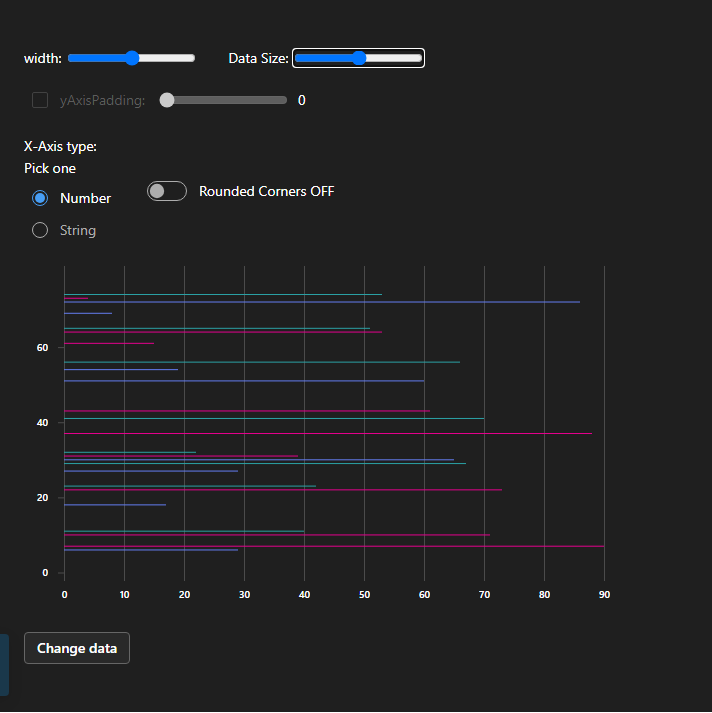 width: Data Size:
yAxisPadding: 0
X-Axis type:
Pick one
Number Rounded Corners OFF
String
60
40
20
0
0 10 20 30 40 50 60 70 80 90
Change data